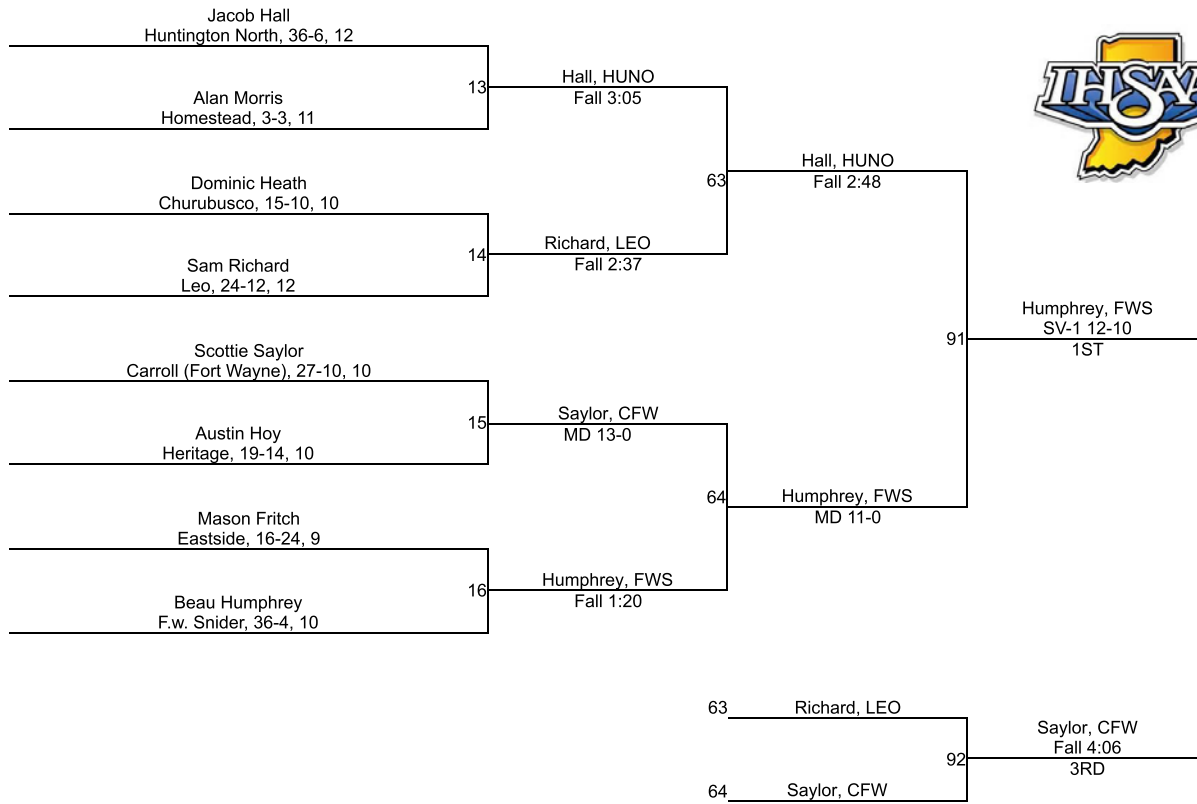 Jacob Hall
Huntington North, 36-6, 12
Alan Morris
Homestead, 3-3, 11
13
Hall, HUNO
Fall 3:05
Dominic Heath
Churubusco, 15-10, 10
Sam Richard
Leo, 24-12, 12
14
Richard, LEO
Fall 2:37
63
Hall, HUNO
Fall 2:48
Scottie Saylor
Carroll (Fort Wayne), 27-10, 10
Austin Hoy
Heritage, 19-14, 10
15
Saylor, CFW
MD 13-0
Mason Fritch
Eastside, 16-24, 9
Beau Humphrey
F.w. Snider, 36-4, 10
16
Humphrey, FWS
Fall 1:20
64
Humphrey, FWS
MD 11-0
91
Humphrey, FWS
SV-1 12-10
1ST
IHSAA
63
Richard, LEO
64
Saylor, CFW
92
Saylor, CFW
Fall 4:06
3RD